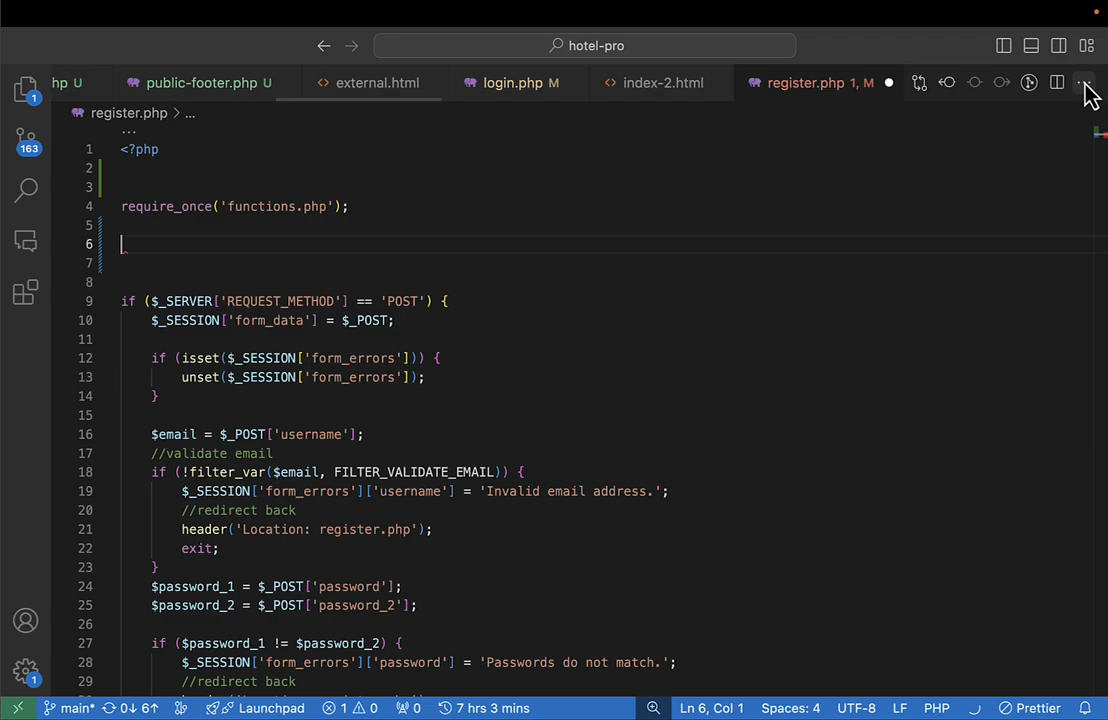 hotel-pro
hp U
public-footer.php U
external.html
login.php M
index-2.html
register.php 1, M
register.php > ...
1
163
1
...
1 <?php
2
3
4 require_once('functions.php');
5
6
7
8
9 if ($_SERVER['REQUEST_METHOD'] == 'POST') {
10 $_SESSION['form_data'] = $_POST;
11
12 if (isset($_SESSION['form_errors'])) {
13 unset($_SESSION['form_errors']);
14 }
15
16 $email = $_POST['username'];
17 //validate email
18 if (!filter_var($email, FILTER_VALIDATE_EMAIL)) {
19 $_SESSION['form_errors']['username'] = 'Invalid email address.';
20 //redirect back
21 header('Location: register.php');
22 exit;
23 }
24 $password_1 = $_POST['password'];
25 $password_2 = $_POST['password_2'];
26
27 if ($password_1 != $password_2) {
28 $_SESSION['form_errors']['password'] = 'Passwords do not match.';
29 //redirect back
main* 0↓ 6↑ Launchpad 1 0 0 7 hrs 3 mins Ln 6, Col 1 Spaces: 4 UTF-8 LF PHP Prettier